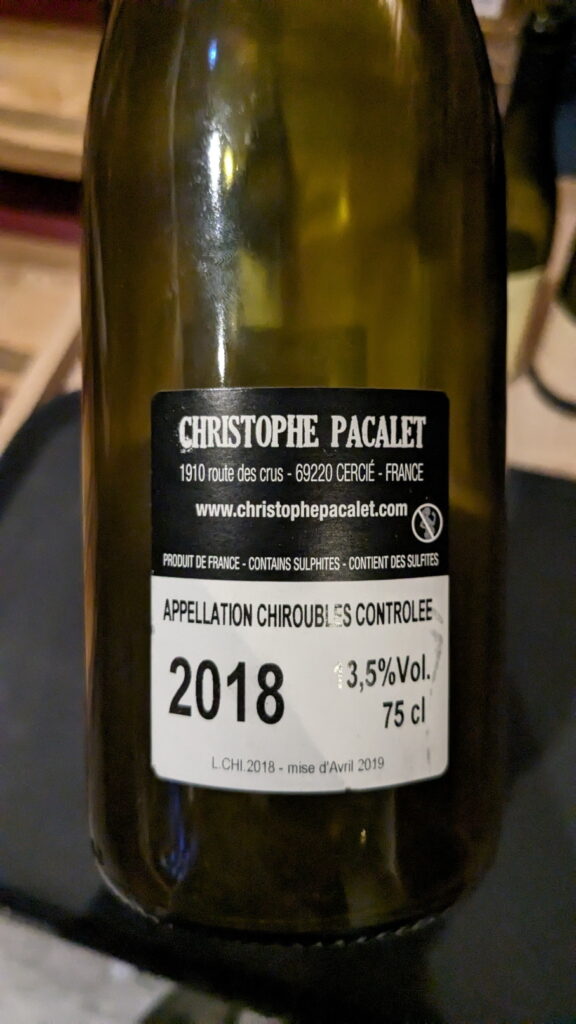 CHRISTOPHE PACALET
1910 route des crus - 69220 CERCIÉ - FRANCE
www.christophepacalet.com
PRODUIT DE FRANCE - CONTAINS SULPHITES - CONTIENT DES SULFITES
APPELLATION CHIROUBLES CONTROLEE
2018
13,5%Vol.
75 cl
L.CHI.2018 - mise d'Avril 2019